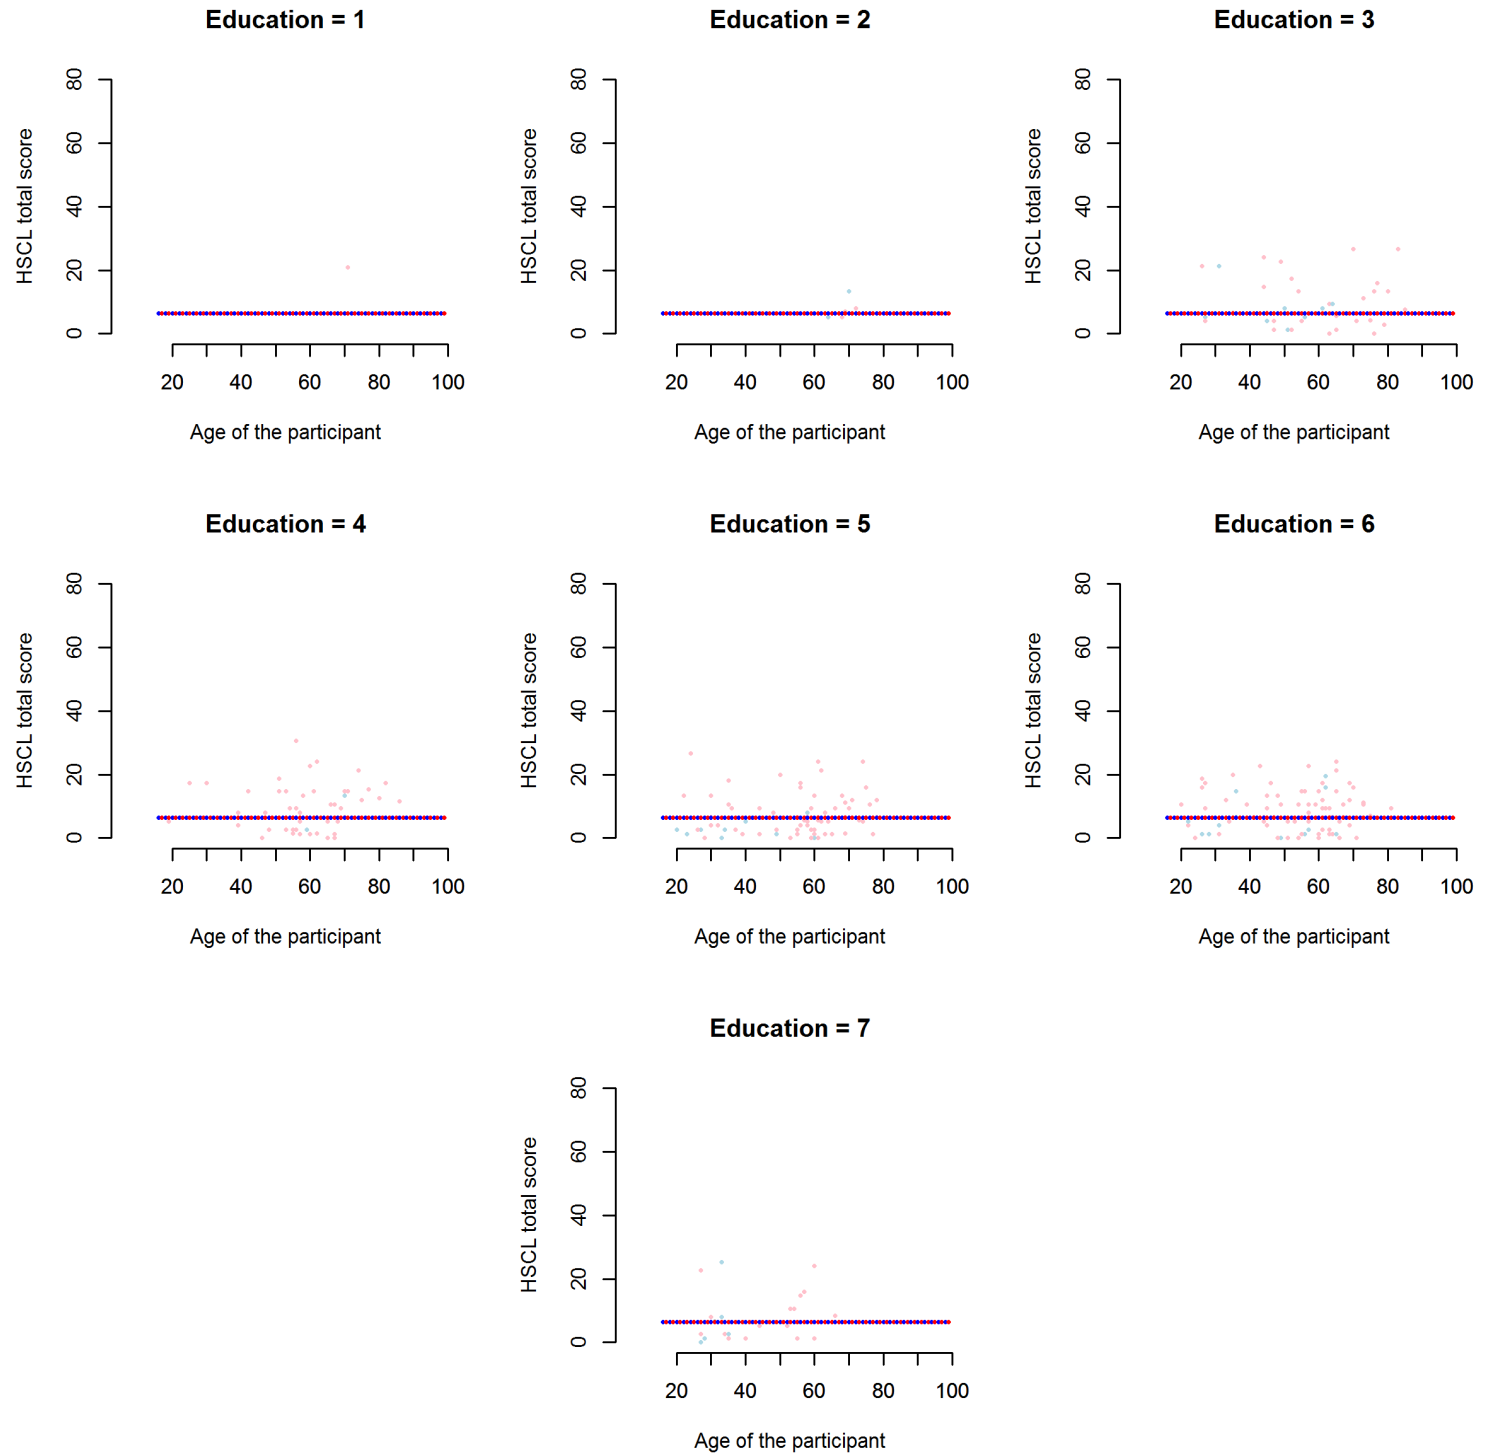 Education = 1
80
60
40
20
0
HSCL total score
20 40 60 80 100
Age of the participant
Education = 2
80
60
40
20
0
HSCL total score
20 40 60 80 100
Age of the participant
Education = 3
80
60
40
20
0
HSCL total score
20 40 60 80 100
Age of the participant
Education = 4
80
60
40
20
0
HSCL total score
20 40 60 80 100
Age of the participant
Education = 5
80
60
40
20
0
HSCL total score
20 40 60 80 100
Age of the participant
Education = 6
80
60
40
20
0
HSCL total score
20 40 60 80 100
Age of the participant
Education = 7
80
60
40
20
0
HSCL total score
20 40 60 80 100
Age of the participant